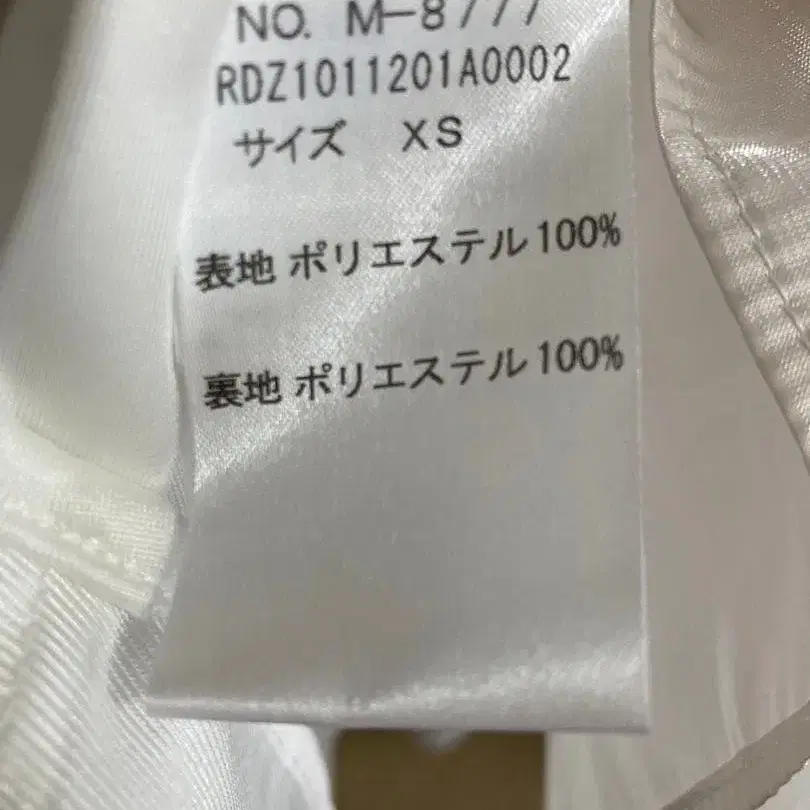 NO. M-8777
RDZ1011201A0002
サイズ XS
表地 ポリエステル100%
裏地 ポリエステル100%